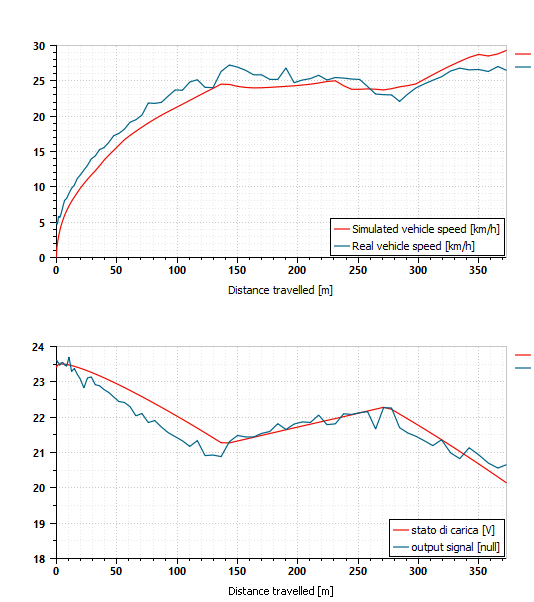 30
25
20
15
10
5
0
Simulated vehicle speed [km/h]
Real vehicle speed [km/h]
0 50 100 150 200 250 300 350
Distance travelled [m]
24
23
22
21
20
19
18
stato di carica [V]
output signal [null]
0 50 100 150 200 250 300 350
Distance travelled [m]